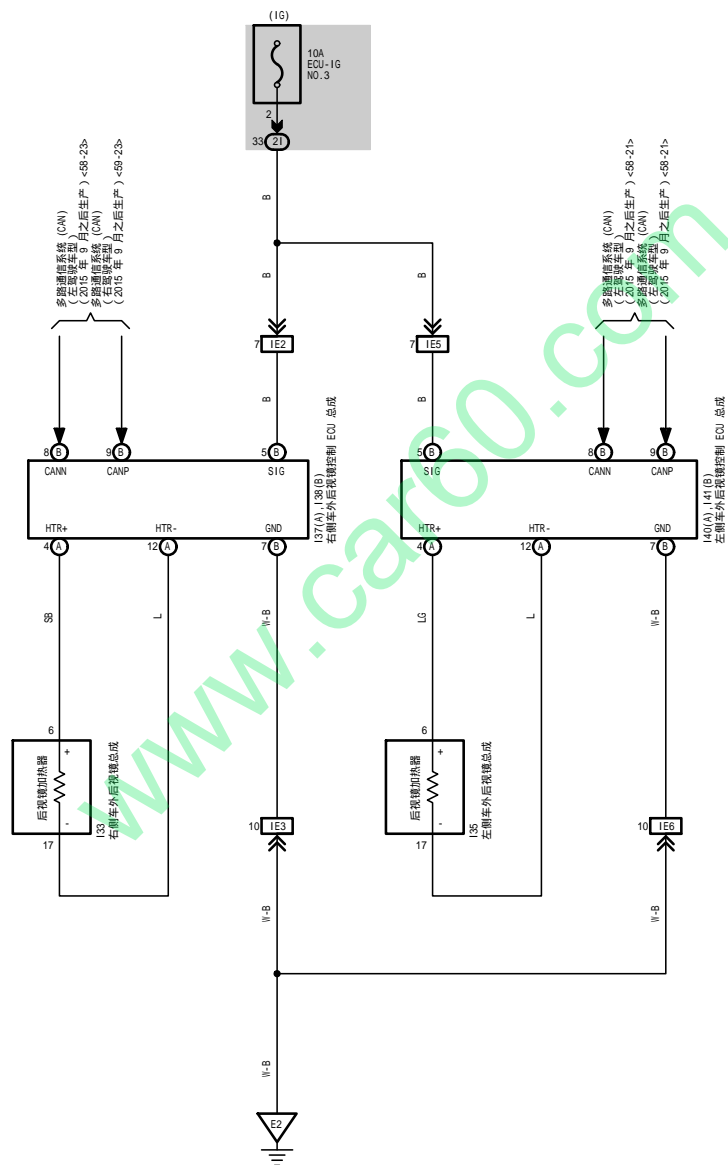 (IG)
10A
ECU-IG
NO.3
2
33 2I
B
B
B
7 IE2
7 IE5
B
B
多路通信系统 (CAN)
(左驾驶车型)
(2015 年 9 月之后生产) <58-23>
多路通信系统 (CAN)
(右驾驶车型)
(2015 年 9 月之后生产) <59-23>
多路通信系统 (CAN)
(左驾驶车型)
(2015 年 9 月之后生产) <58-21>
多路通信系统 (CAN)
(左驾驶车型)
(2015 年 9 月之后生产) <58-21>
8 B
9 B
5 B
5 B
8 B
9 B
CANN
CANP
SIG
SIG
CANN
CANP
I37(A),I38(B)
右侧车外后视镜控制 ECU 总成
I40(A),I41(B)
左侧车外后视镜控制 ECU 总成
HTR+
HTR-
GND
HTR+
HTR-
GND
4 A
12 A
7 B
4 A
12 A
7 B
SB
L
W-B
LG
L
W-B
6
+
后视镜加热器
-
17
I33
右侧车外后视镜总成
6
+
后视镜加热器
-
17
I35
左侧车外后视镜总成
10 IE3
10 IE6
W-B
W-B
W-B
E2
www.car60.com